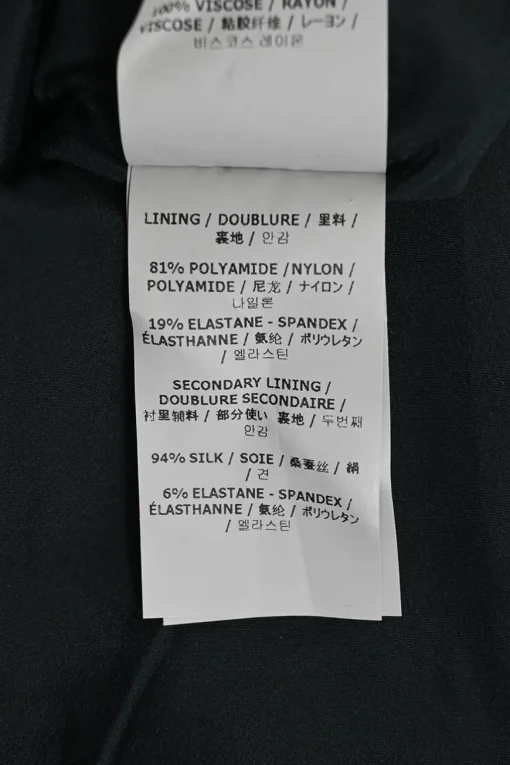 100% VISCOSE / RAYON /
VISCOSE / 粘胶纤维 / レーヨン /
비스코스 레이온
LINING / DOUBLURE / 里料 /
裏地 / 안감
81% POLYAMIDE /NYLON /
POLYAMIDE / 尼龙 / ナイロン /
나일론
19% ELASTANE - SPANDEX /
ÉLASTHANNE / 氨纶 / ポリウレタン
/ 엘라스틴
SECONDARY LINING /
DOUBLURE SECONDAIRE /
衬里辅料 / 部分使い 裏地 / 두번째
안감
94% SILK / SOIE / 桑蚕丝 / 絹
/ 견
6% ELASTANE - SPANDEX /
ÉLASTHANNE / 氨纶 / ポリウレタン
/ 엘라스틴